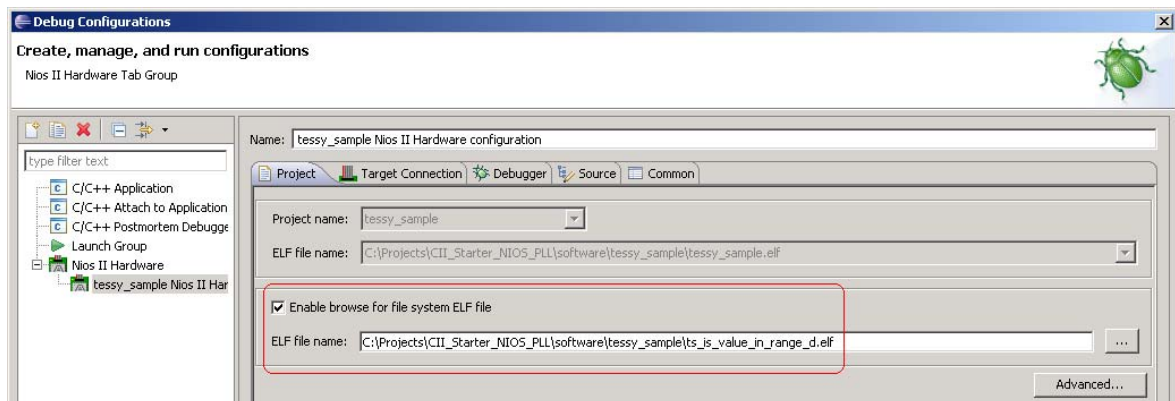 Debug Configurations
Create, manage, and run configurations
Nios II Hardware Tab Group
type filter text
C/C++ Application
C/C++ Attach to Application
C/C++ Postmortem Debugge
Launch Group
Nios II Hardware
tessy_sample Nios II Har
Name: tessy_sample Nios II Hardware configuration
Project Target Connection Debugger Source Common
Project name: tessy_sample
ELF file name: C:\Projects\CII_Starter_NIOS_PLL\software\tessy_sample\tessy_sample.elf
Enable browse for file system ELF file
ELF file name: C:\Projects\CII_Starter_NIOS_PLL\software\tessy_sample\ts_is_value_in_range_d.elf
...
Advanced...